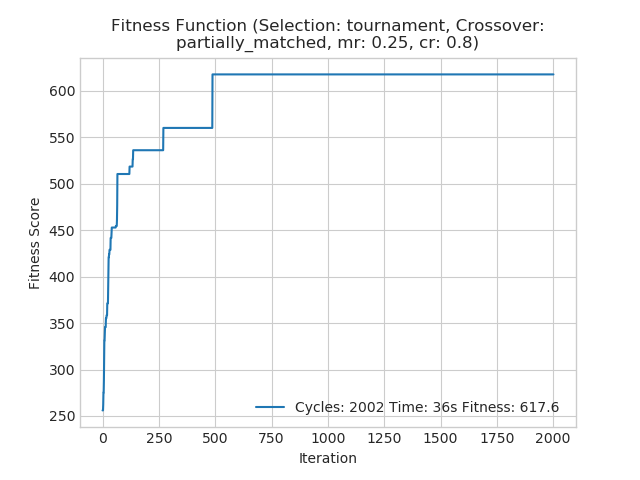 Fitness Function (Selection: tournament, Crossover:
partially_matched, mr: 0.25, cr: 0.8)
Fitness Score
600
550
500
450
400
350
300
250
Cycles: 2002 Time: 36s Fitness: 617.6
0 250 500 750 1000 1250 1500 1750 2000
Iteration